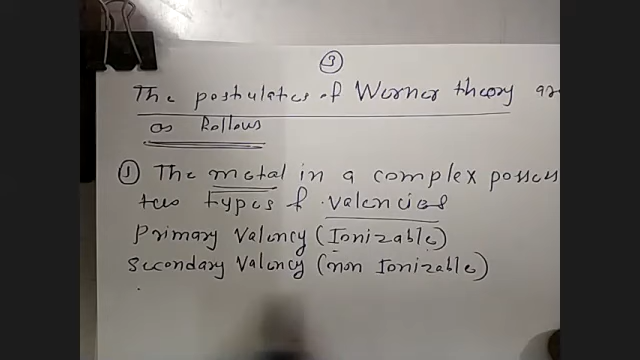 3
The postulates of Werner theory are
as follows
1 The metal in a complex possess
two types of valencies
Primary Valency (Ionizable)
Secondary Valency (non Ionizable)